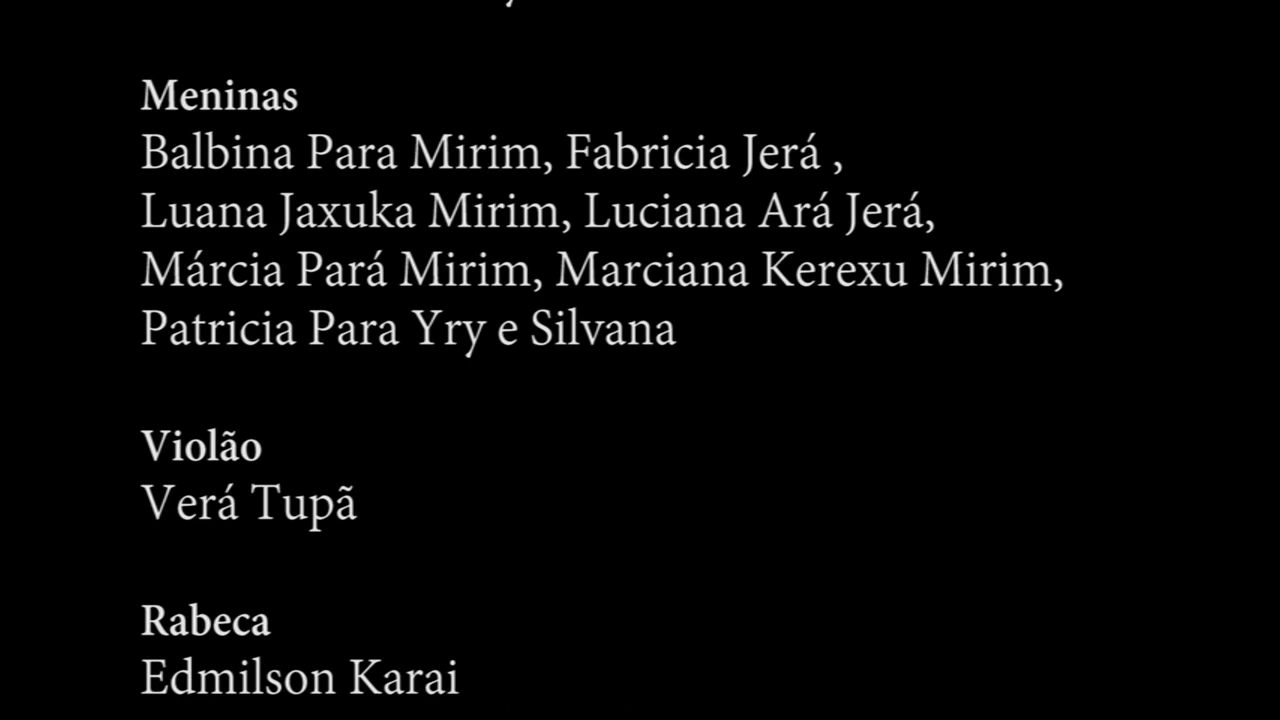 Meninas
Balbina Para Mirim, Fabricia Jerá ,
Luana Jaxuka Mirim, Luciana Ará Jerá,
Márcia Pará Mirim, Marciana Kerexu Mirim,
Patricia Para Yry e Silvana
Violão
Verá Tupã
Rabeca
Edmilson Karai